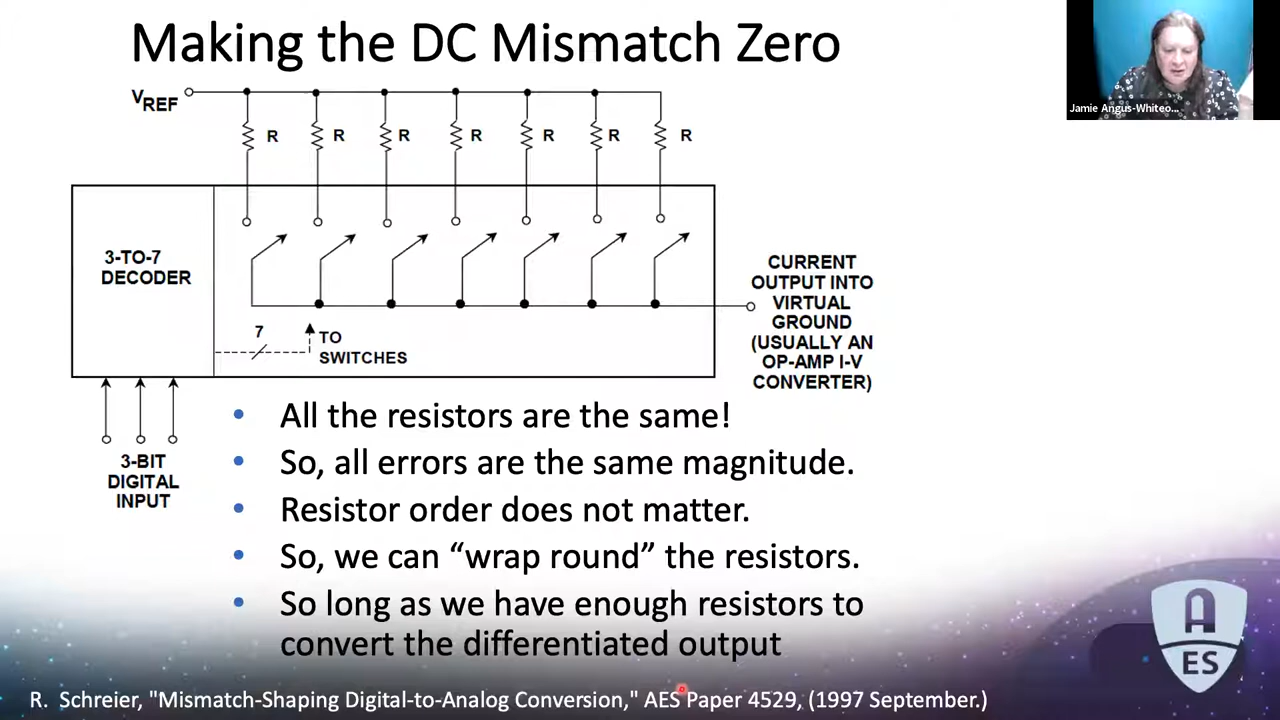 Making the DC Mismatch Zero
Jamie Angus-Whiteo...
VREF
R R R R R R R
3-TO-7
DECODER
7
TO
SWITCHES
CURRENT
OUTPUT INTO
VIRTUAL
GROUND
(USUALLY AN
OP-AMP I-V
CONVERTER)
3-BIT
DIGITAL
INPUT
• All the resistors are the same!
• So, all errors are the same magnitude.
• Resistor order does not matter.
• So, we can “wrap round” the resistors.
• So long as we have enough resistors to
convert the differentiated output
A
ES
R. Schreier, "Mismatch-Shaping Digital-to-Analog Conversion," AES Paper 4529, (1997 September.)